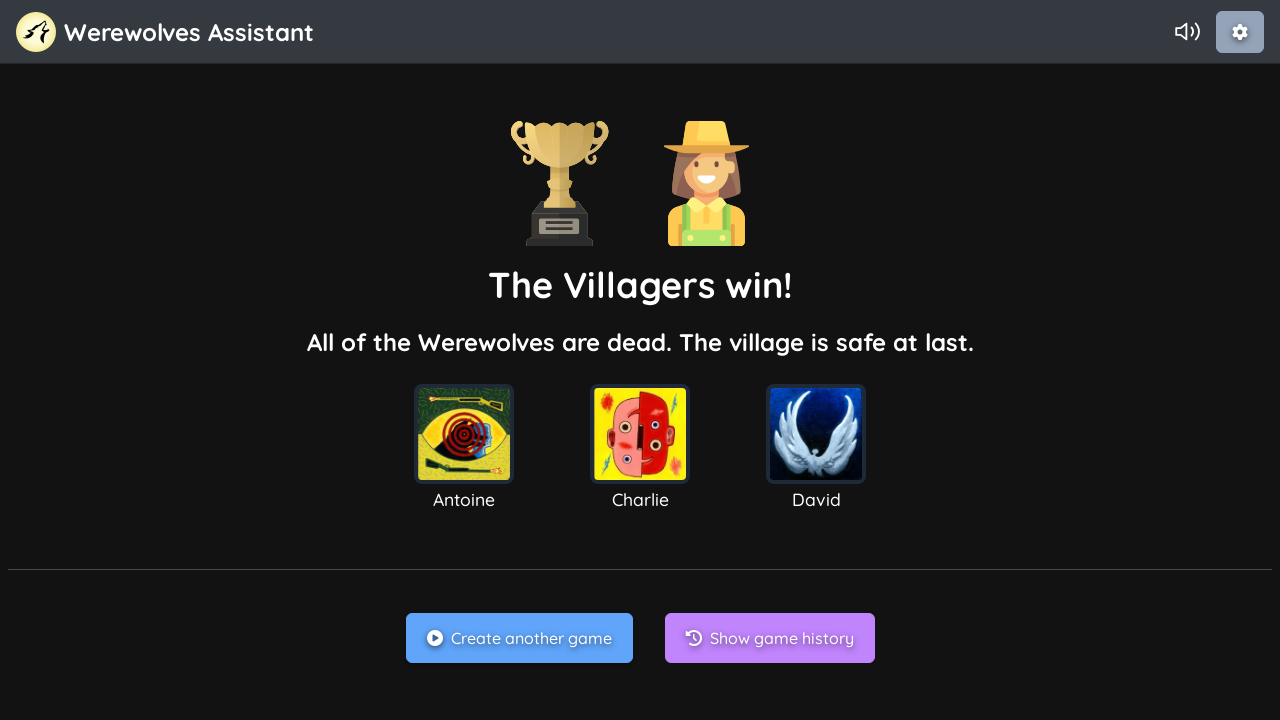 Werewolves Assistant
The Villagers win!
All of the Werewolves are dead. The village is safe at last.
Antoine
Charlie
David
Create another game
Show game history